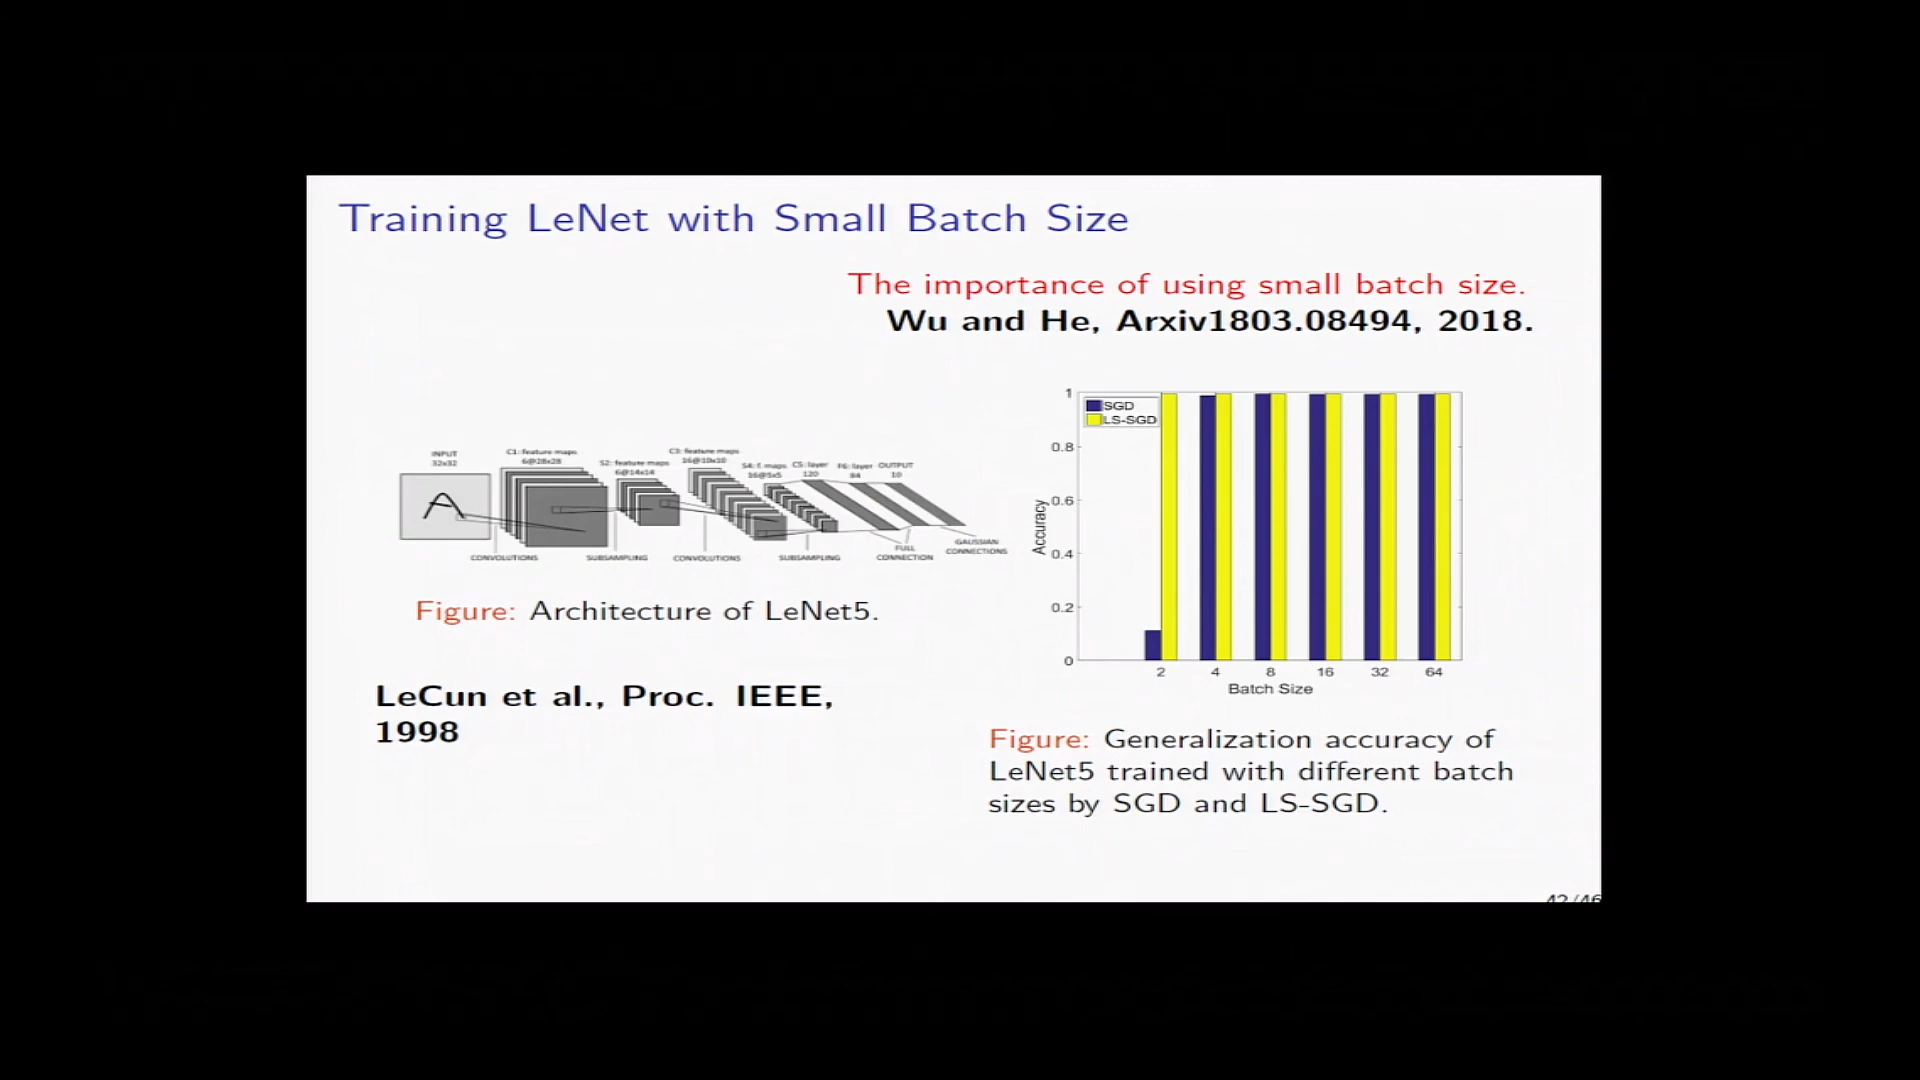 Training LeNet with Small Batch Size
The importance of using small batch size.
Wu and He, Arxiv1803.08494, 2018.
INPUT
32x32
C1: feature maps
6@28x28
S2: feature maps
6@14x14
C3: feature maps
16@10x10
S4: f. maps
16@5x5
C5: layer
120
F6: layer
84
OUTPUT
10
CONVOLUTIONS
SUBSAMPLING
CONVOLUTIONS
SUBSAMPLING
FULL
CONNECTION
GAUSSIAN
CONNECTIONS
A
Figure: Architecture of LeNet5.
LeCun et al., Proc. IEEE,
1998
SGD
LS-SGD
1
0.8
0.6
0.4
0.2
0
Accuracy
2 4 8 16 32 64
Batch Size
Figure: Generalization accuracy of
LeNet5 trained with different batch
sizes by SGD and LS-SGD.
42/46